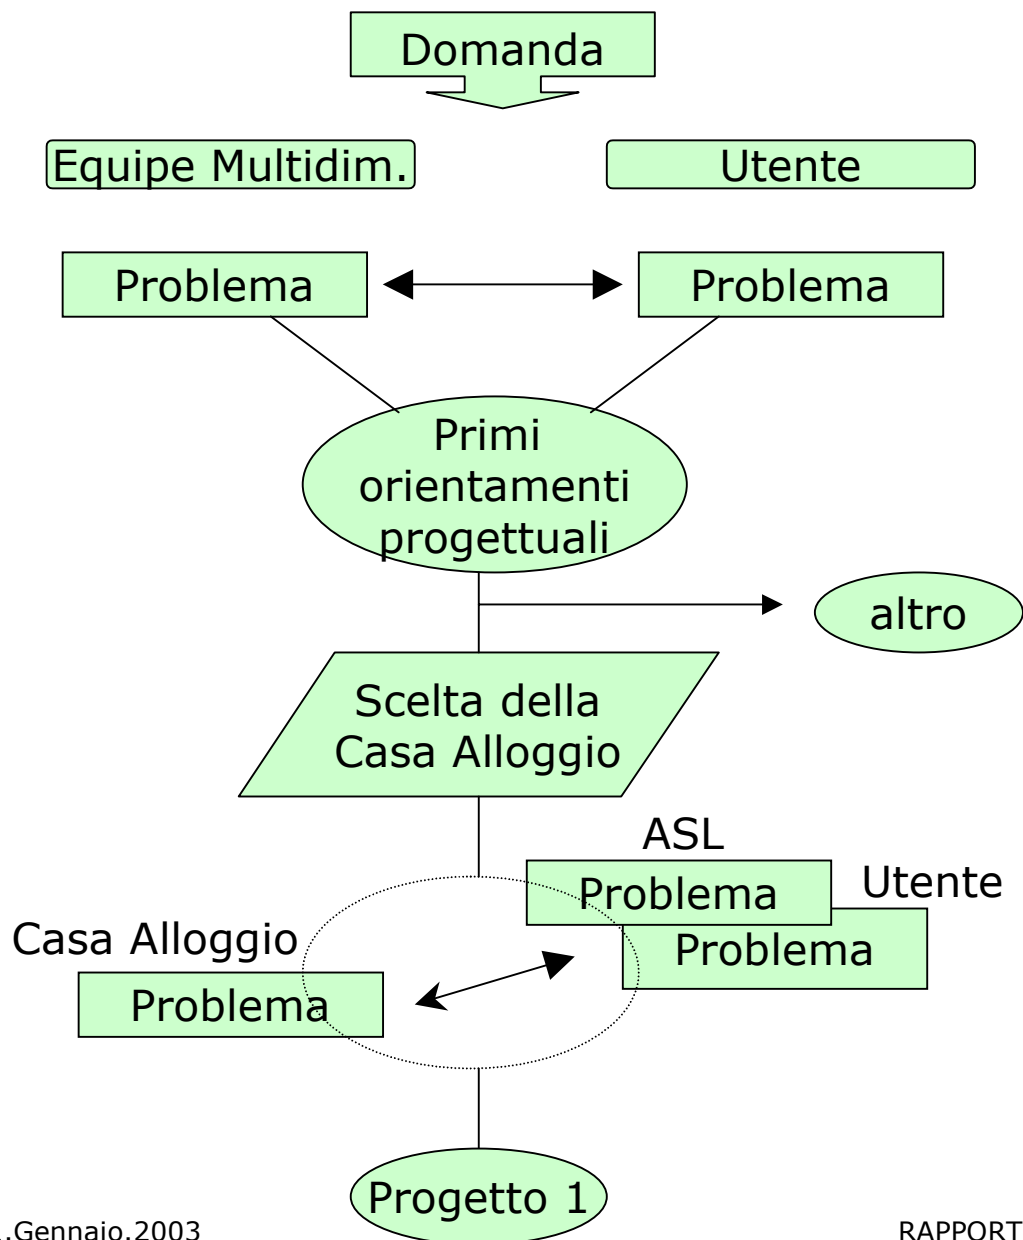 Domanda
Equipe Multidim.
Utente
Problema
Problema
Primi
orientamenti
progettuali
altro
Scelta della
Casa Alloggio
ASL
Problema
Utente
Casa Alloggio
Problema
Problema
Progetto 1
.Gennaio.2003
RAPPORT